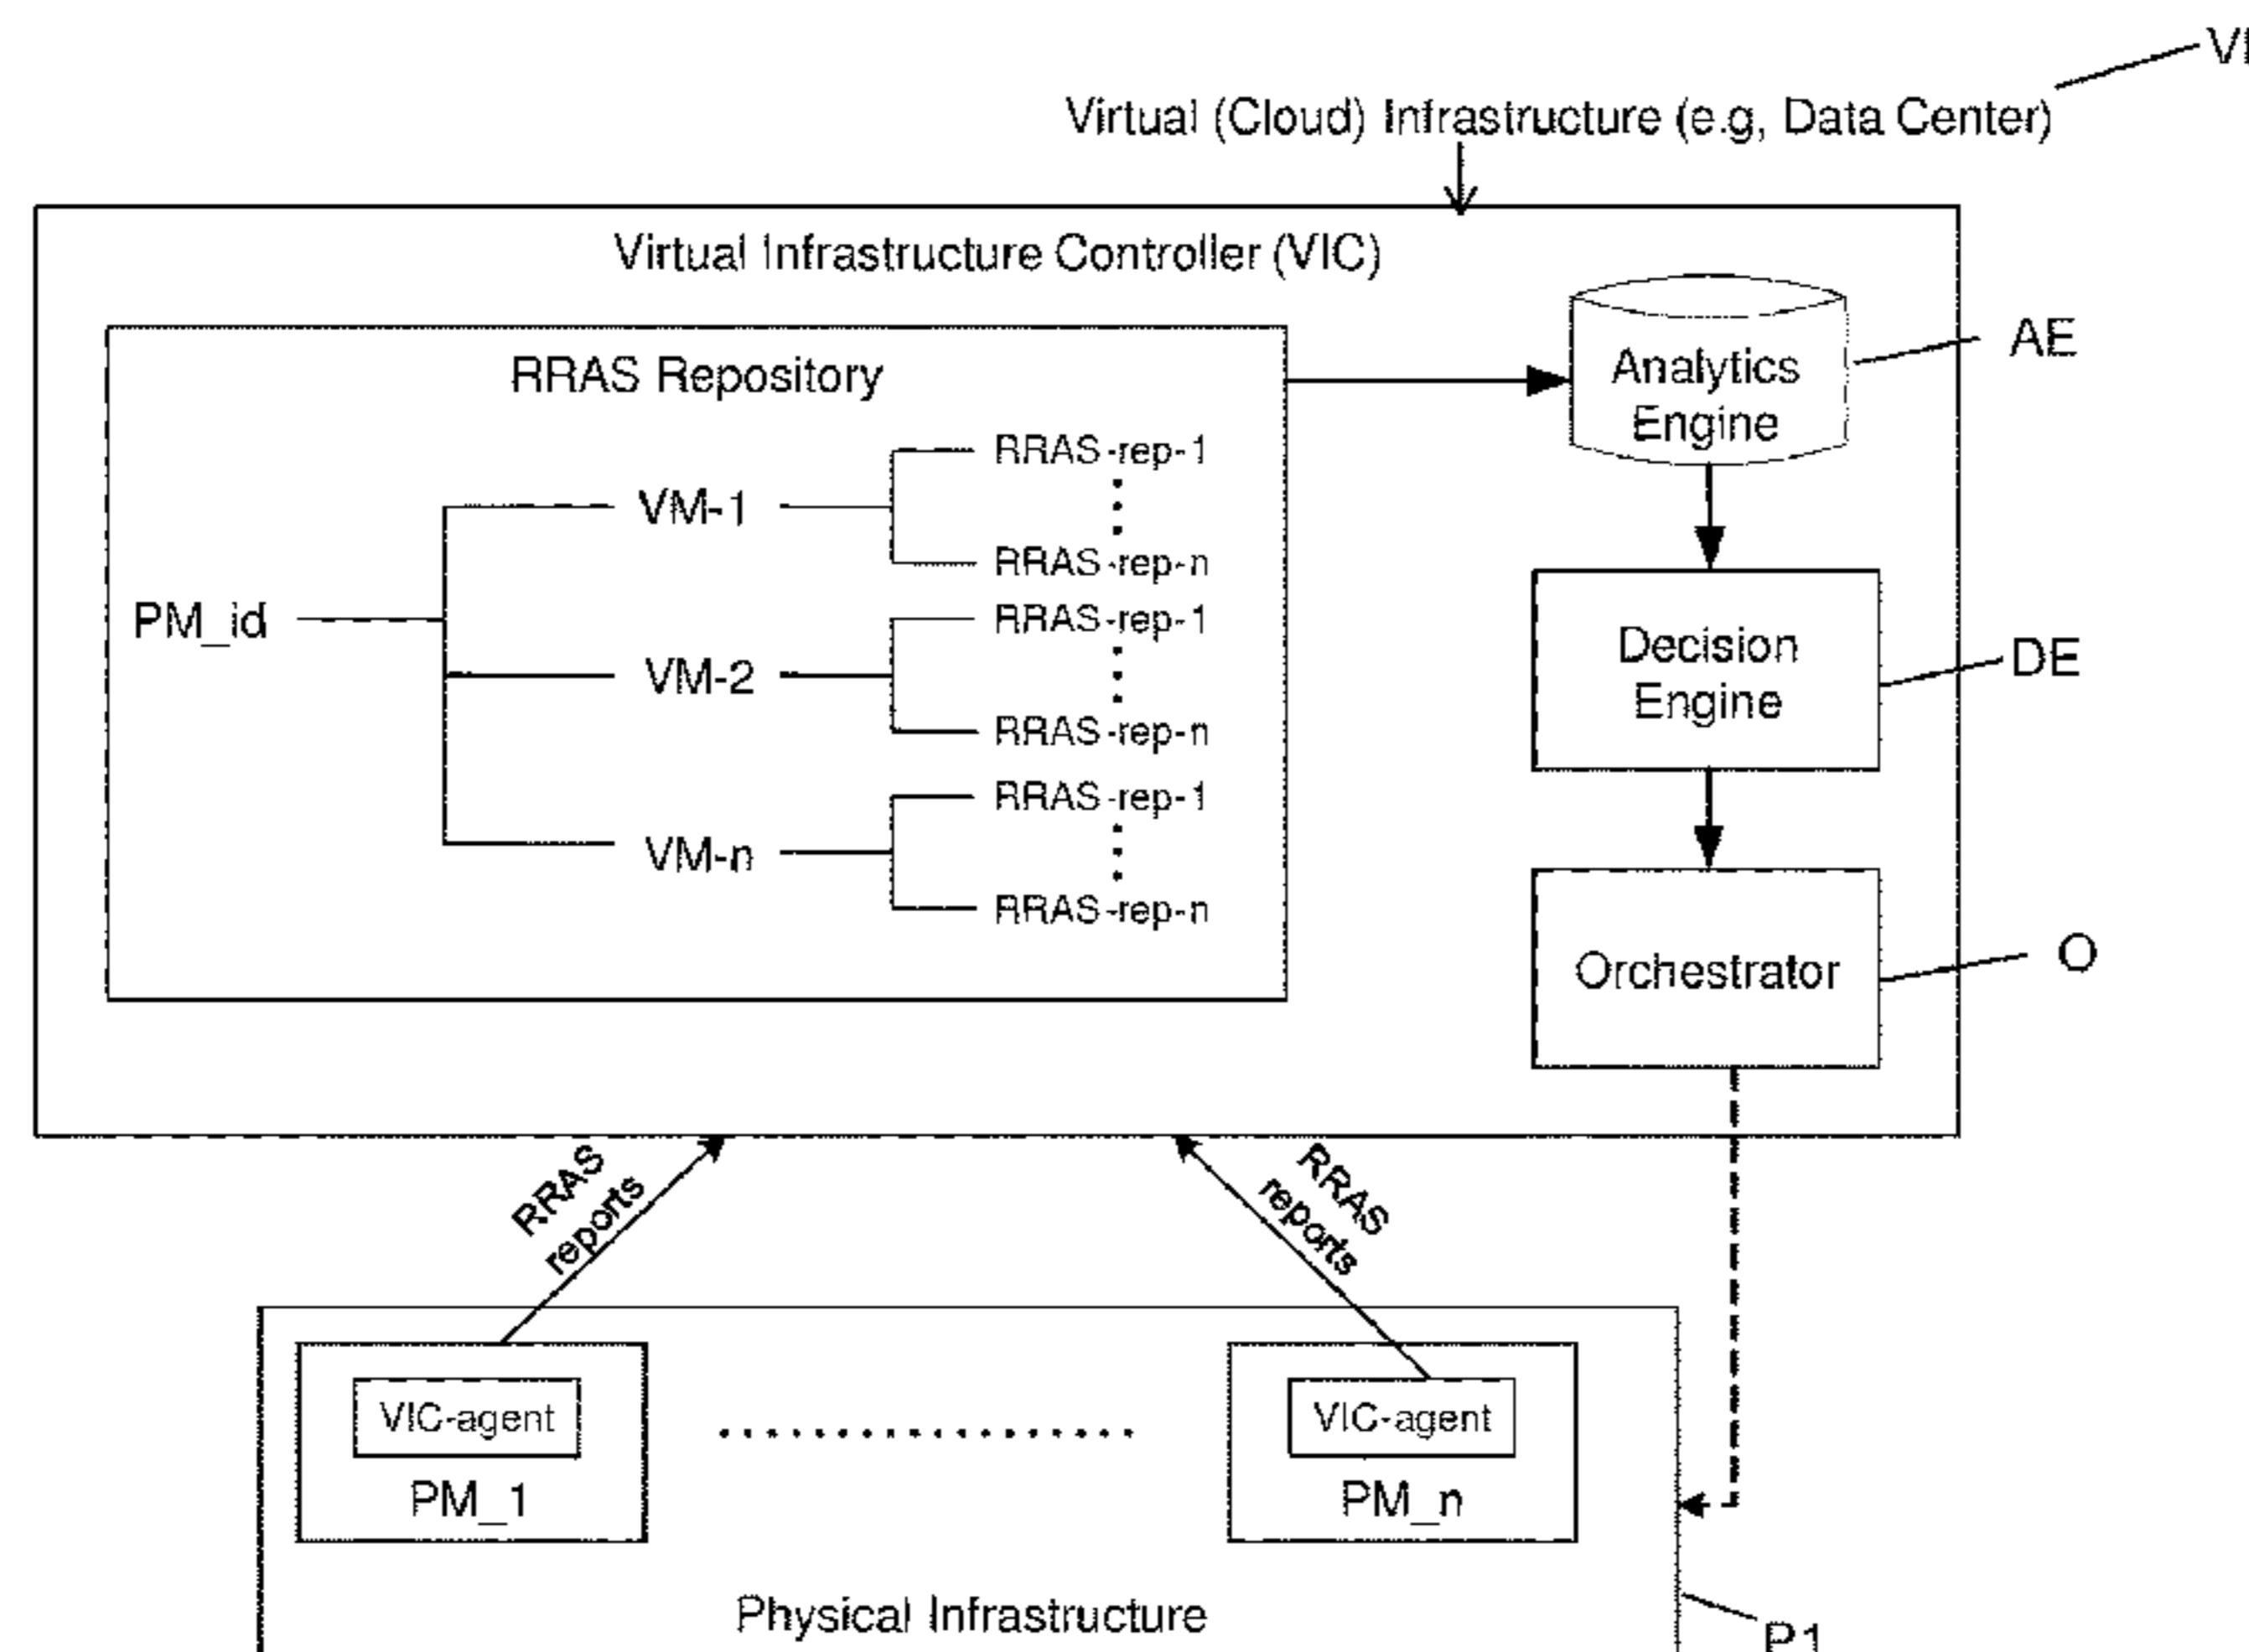 Virtual (Cloud) Infrastructure (e.g, Data Center)
Virtual Infrastructure Controller (VIC)
RRAS Repository
PM_id
VM-1
RRAS-rep-1
RRAS-rep-n
VM-2
RRAS-rep-1
RRAS-rep-n
VM-n
RRAS-rep-1
RRAS-rep-n
Analytics
Engine
AE
Decision
Engine
DE
Orchestrator
O
RRAS
reports
RRAS
reports
VIC-agent
PM_1
VIC-agent
PM_n
Physical Infrastructure
P1